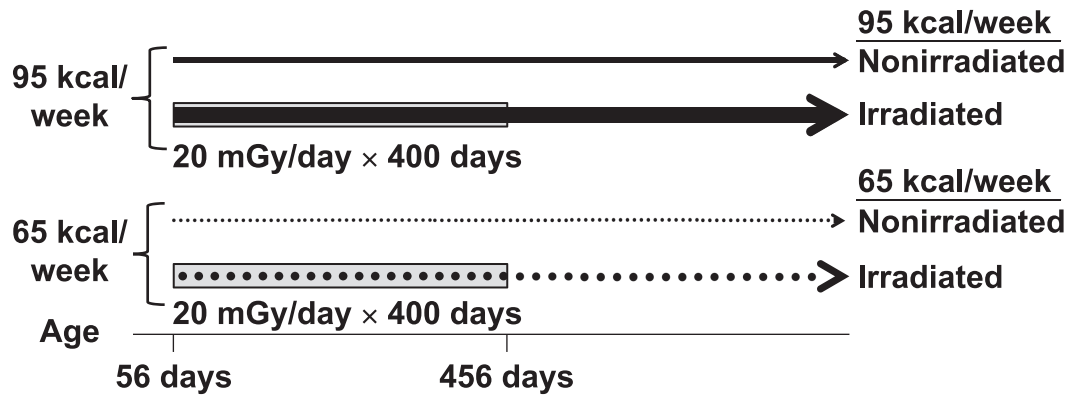 95 kcal/week
95 kcal/
week
Nonirradiated
Irradiated
20 mGy/day × 400 days
65 kcal/week
65 kcal/
week
Nonirradiated
Irradiated
20 mGy/day × 400 days
Age
56 days
456 days